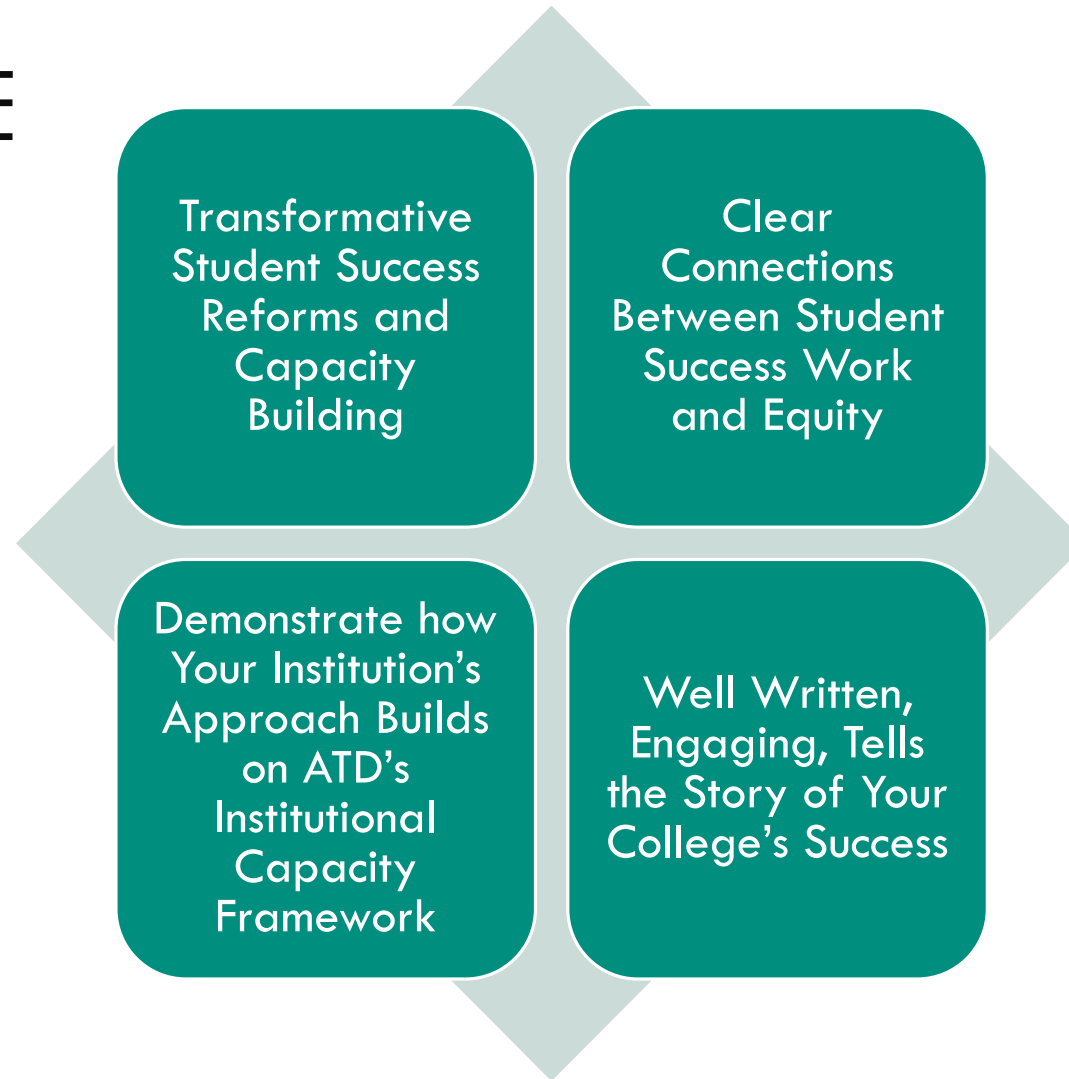 E
Transformative
Student Success
Reforms and
Capacity
Building
Clear
Connections
Between Student
Success Work
and Equity
Demonstrate how
Your Institution’s
Approach Builds
on ATD’s
Institutional
Capacity
Framework
Well Written,
Engaging, Tells
the Story of Your
College’s Success